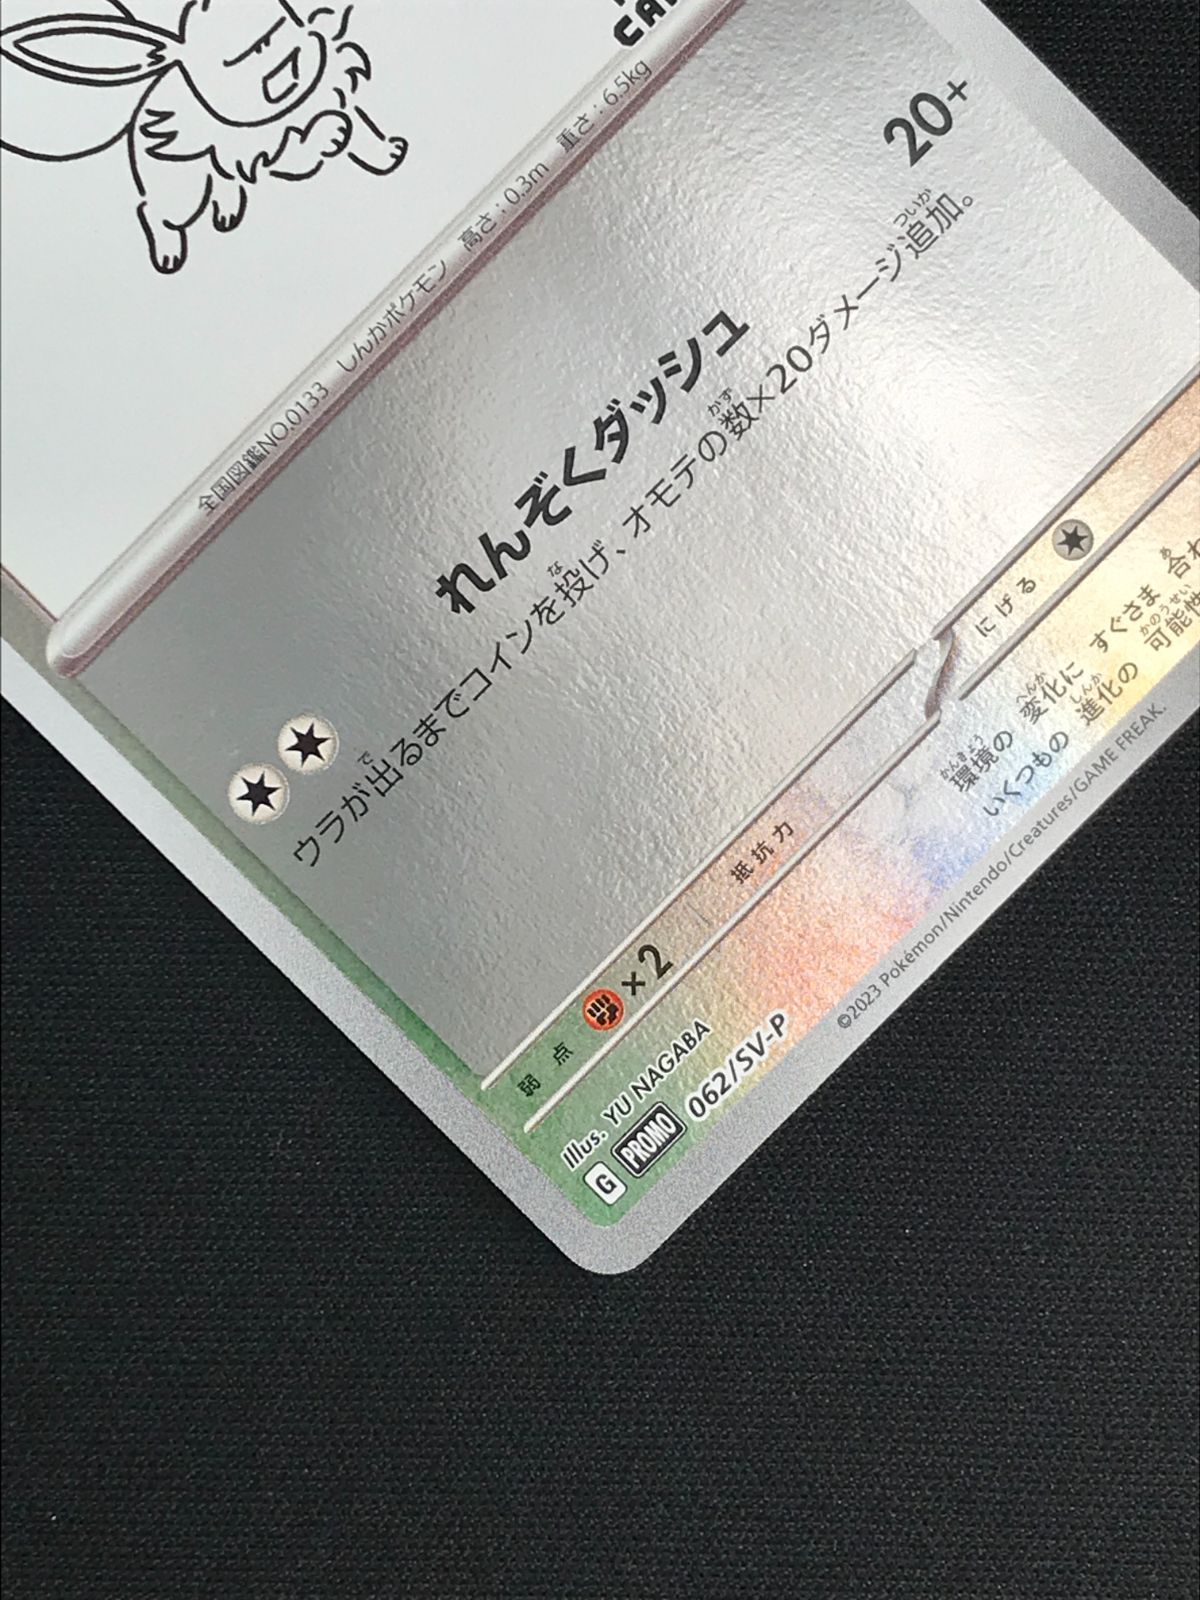 全国図鑑NO.0133 しんかポケモン 高さ:0.3m 重さ:6.5kg
れんぞくダッシュ 20+
ウラが出るまでコインを投げ、オモテの数×20ダメージ追加。
弱点 ×2 抵抗力 にげる
Illus. YU NAGABA
G PROMO 062/SV-P
環境の 変化に すぐさま
いくつもの 進化の
©2023 Pokémon/Nintendo/Creatures/GAME FREAK.